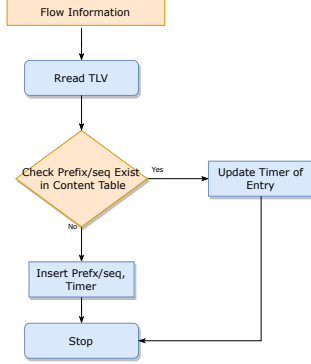 Flow Information
Rread TLV
Check Prefix/seq Exist
in Content Table
Yes
Update Timer of
Entry
No
Insert Prefx/seq,
Timer
Stop